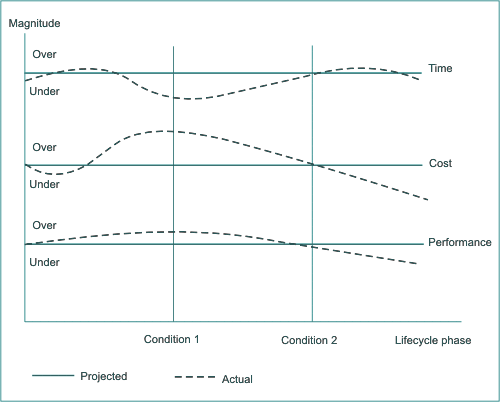 Magnitude
Over
Time
Under
Over
Cost
Under
Over
Performance
Under
Condition 1
Condition 2
Lifecycle phase
Projected
Actual